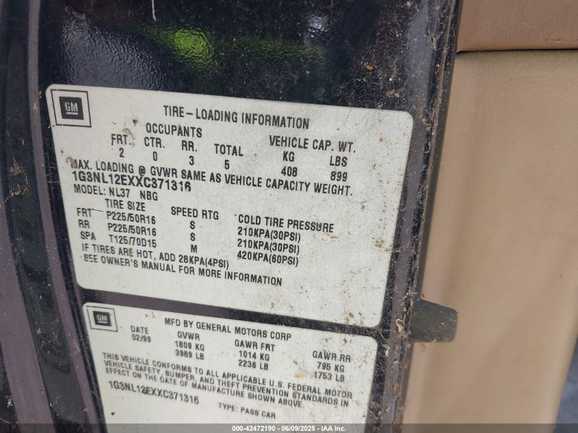 GM
TIRE-LOADING INFORMATION
OCCUPANTS VEHICLE CAP. WT.
FRT. CTR. RR. TOTAL KG LBS
2 0 3 5 408 899
MAX. LOADING @ GVWR SAME AS VEHICLE CAPACITY WEIGHT.
1G3NL12EXXC371316
MODEL: NL37 NBG
TIRE SIZE SPEED RTG COLD TIRE PRESSURE
FRT P225/50R16 S 210KPA(30PSI)
RR P225/50R16 S 210KPA(30PSI)
SPA T125/70D15 M 420KPA(60PSI)
IF TIRES ARE HOT, ADD 28KPA(4PSI)
SEE OWNER'S MANUAL FOR MORE INFORMATION
GM
MFD BY GENERAL MOTORS CORP
DATE GVWR GAWR FRT GAWR RR
02/99 1809 KG 1014 KG 795 KG
3989 LB 2236 LB 1753 LB
THIS VEHICLE CONFORMS TO ALL APPLICABLE U.S. FEDERAL MOTOR
VEHICLE SAFETY, BUMPER, AND THEFT PREVENTION STANDARDS IN
EFFECT ON THE DATE OF MANUFACTURE SHOWN ABOVE.
1G3NL12EXXC371316
TYPE: PASS CAR
000-42472190 - 06/09/2025 - IAAI.COM